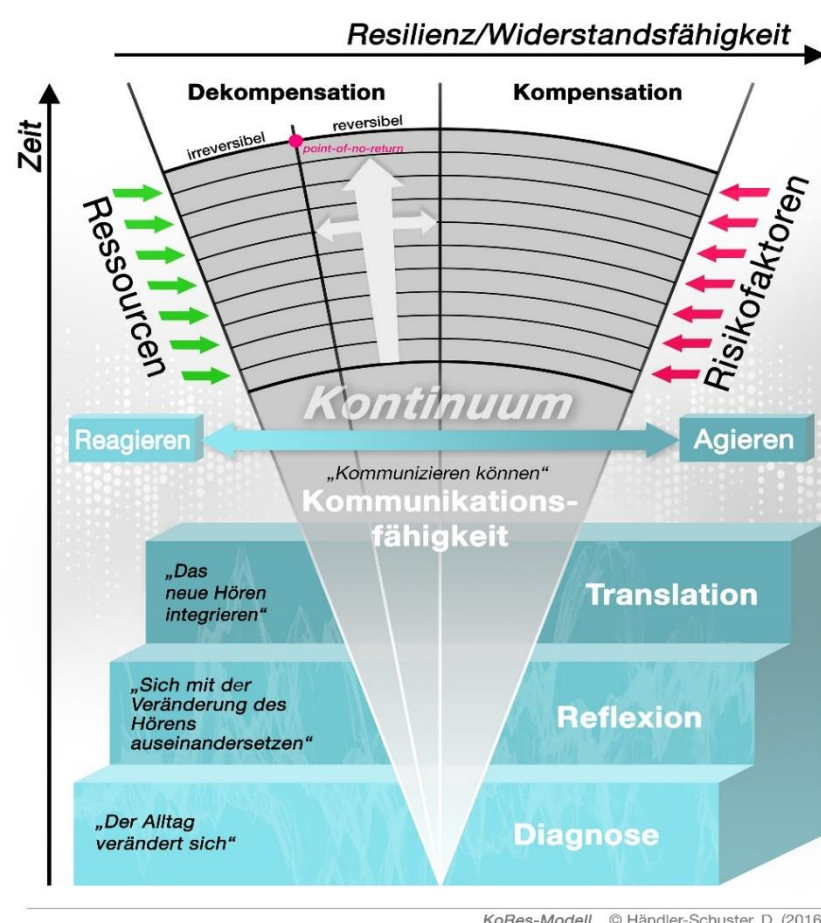 Resilienz/Widerstandsfähigkeit
Zeit
Dekompensation
Kompensation
irreversibel
reversibel
point-of-no-return
Ressourcen
Risikofaktoren
Kontinuum
Reagieren
Agieren
„Kommunizieren können“
Kommunikations-
fähigkeit
„Das
neue Hören
integrieren“
Translation
„Sich mit der
Veränderung des
Hörens
auseinandersetzen“
Reflexion
„Der Alltag
verändert sich“
Diagnose
KoRes-Modell © Händler-Schuster, D. (2016